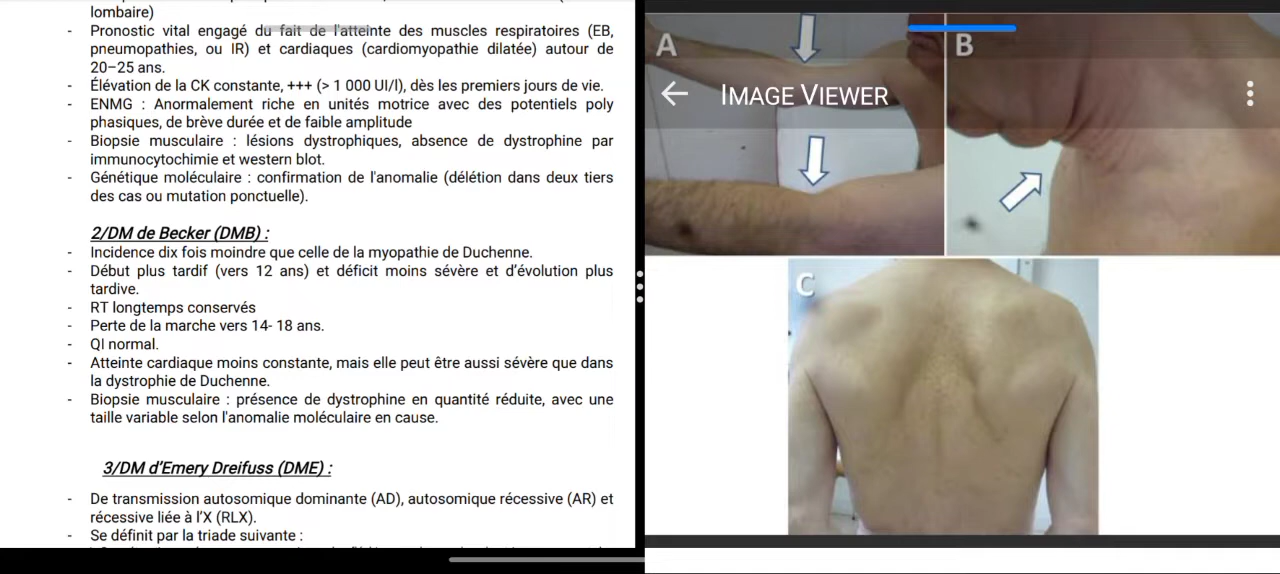 lombaire)
- Pronostic vital engagé du fait de l'atteinte des muscles respiratoires (EB,
pneumopathies, ou IR) et cardiaques (cardiomyopathie dilatée) autour de
20–25 ans.
- Élévation de la CK constante, +++ (> 1 000 UI/l), dès les premiers jours de vie.
- ENMG : Anormalement riche en unités motrice avec des potentiels poly
phasiques, de brève durée et de faible amplitude
- Biopsie musculaire : lésions dystrophiques, absence de dystrophine par
immunocytochimie et western blot.
- Génétique moléculaire : confirmation de l'anomalie (délétion dans deux tiers
des cas ou mutation ponctuelle).
2/DM de Becker (DMB) :
- Incidence dix fois moindre que celle de la myopathie de Duchenne.
- Début plus tardif (vers 12 ans) et déficit moins sévère et d'évolution plus
tardive.
- RT longtemps conservés
- Perte de la marche vers 14- 18 ans.
- QI normal.
- Atteinte cardiaque moins constante, mais elle peut être aussi sévère que dans
la dystrophie de Duchenne.
- Biopsie musculaire : présence de dystrophine en quantité réduite, avec une
taille variable selon l'anomalie moléculaire en cause.
3/DM d'Emery Dreifuss (DME) :
- De transmission autosomique dominante (AD), autosomique récessive (AR) et
récessive liée à l'X (RLX).
- Se définit par la triade suivante :
A
B
IMAGE VIEWER
C